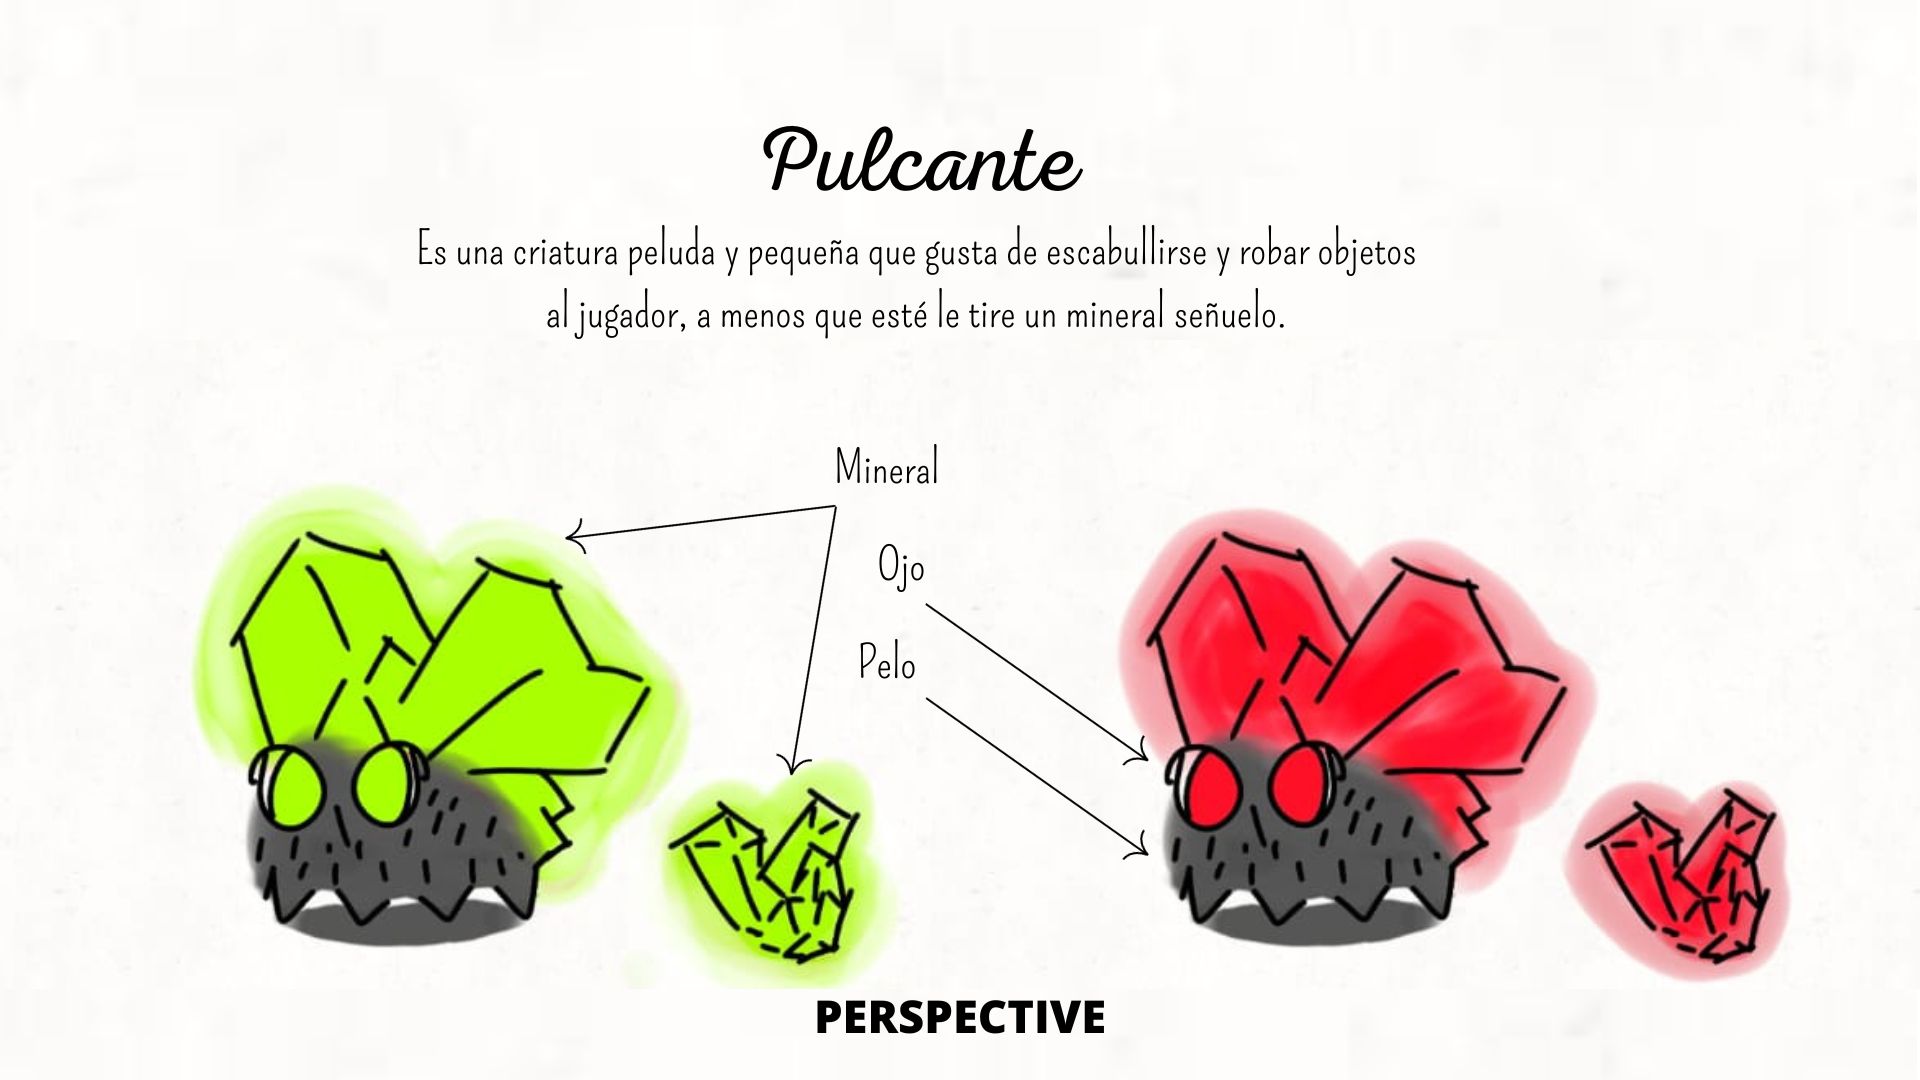 Pulcante
Es una criatura peluda y pequeña que gusta de escabullirse y robar objetos
al jugador, a menos que esté le tire un mineral señuelo.
Mineral
Ojo
Pelo
PERSPECTIVE